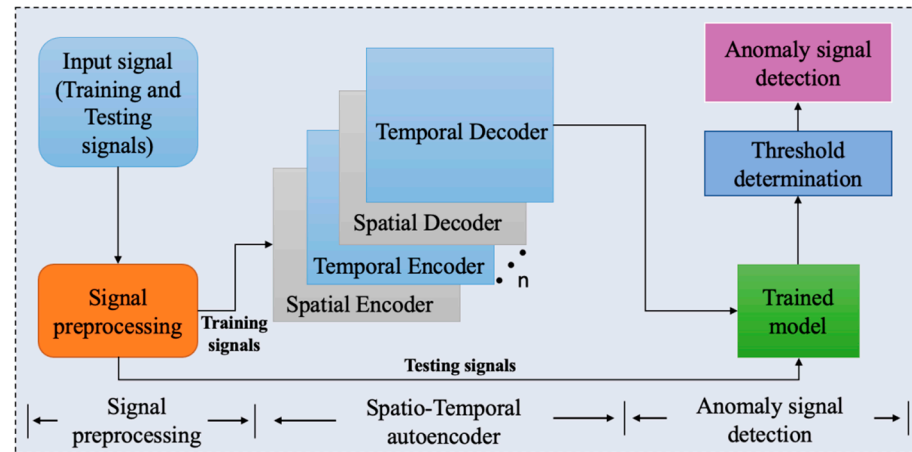 Input signal
(Training and
Testing
signals)
Signal
preprocessing
Training
signals
Temporal Decoder
Spatial Decoder
Temporal Encoder
Spatial Encoder
n
Testing signals
Anomaly signal
detection
Threshold
determination
Trained
model
Signal
preprocessing
Spatio-Temporal
autoencoder
Anomaly signal
detection